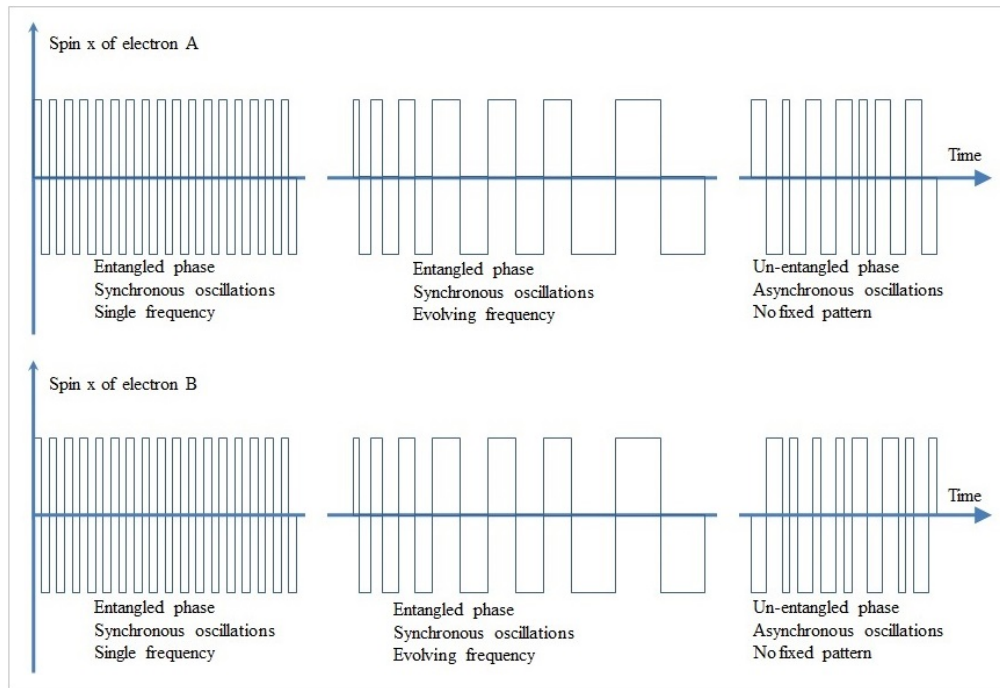 Spin x of electron A
Time
Entangled phase
Synchronous oscillations
Single frequency
Entangled phase
Synchronous oscillations
Evolving frequency
Un-entangled phase
Asynchronous oscillations
No fixed pattern
Spin x of electron B
Time
Entangled phase
Synchronous oscillations
Single frequency
Entangled phase
Synchronous oscillations
Evolving frequency
Un-entangled phase
Asynchronous oscillations
No fixed pattern